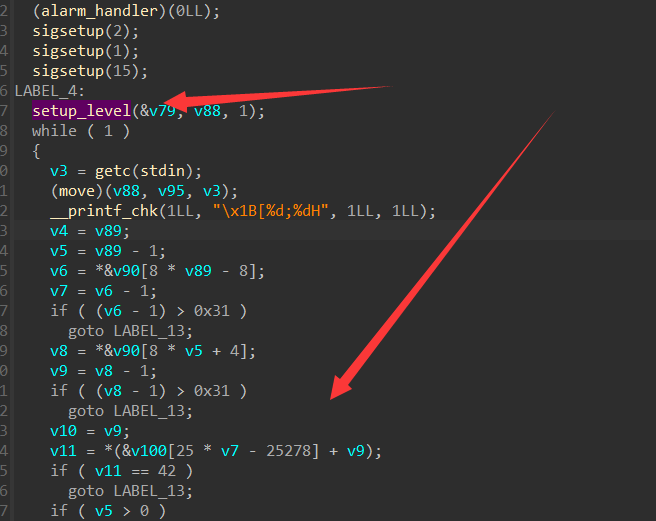 2 (alarm_handler)(0LL);
3 sigsetup(2);
4 sigsetup(1);
5 sigsetup(15);
6 LABEL_4:
7 setup_level(&v79, v88, 1);
8 while ( 1 )
9 {
0 v3 = getc(stdin);
1 (move)(v88, v95, v3);
2 __printf_chk(1LL, "\x1B[%d;%dH", 1LL, 1LL);
3 v4 = v89;
4 v5 = v89 - 1;
5 v6 = *&v90[8 * v89 - 8];
6 v7 = v6 - 1;
7 if ( (v6 - 1) > 0x31 )
8 goto LABEL_13;
9 v8 = *&v90[8 * v5 + 4];
0 v9 = v8 - 1;
1 if ( (v8 - 1) > 0x31 )
2 goto LABEL_13;
3 v10 = v9;
4 v11 = *(&v100[25 * v7 - 25278] + v9);
5 if ( v11 == 42 )
6 goto LABEL_13;
7 if ( v5 > 0 )